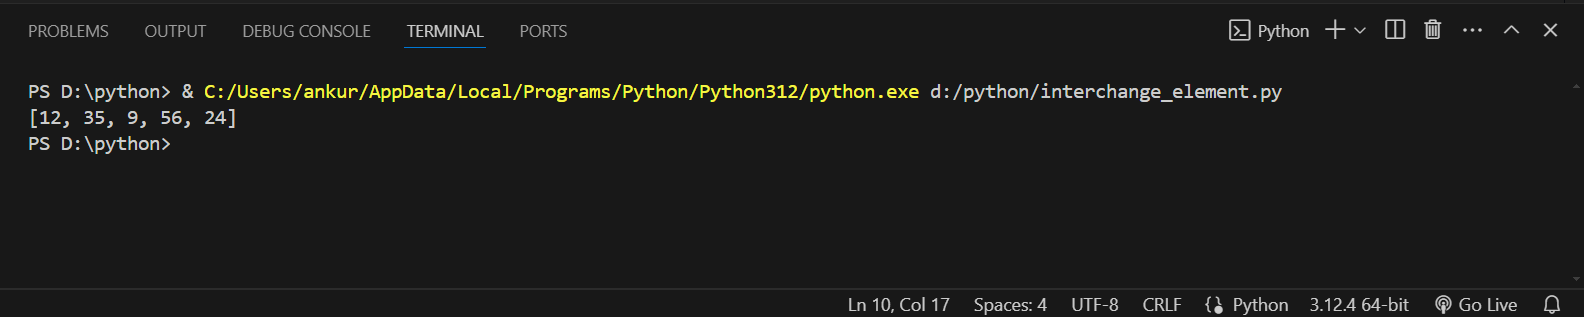 PROBLEMS OUTPUT DEBUG CONSOLE TERMINAL PORTS Python
PS D:\python> & C:/Users/ankur/AppData/Local/Programs/Python/Python312/python.exe d:/python/interchange_element.py
[12, 35, 9, 56, 24]
PS D:\python>
Ln 10, Col 17 Spaces: 4 UTF-8 CRLF Python 3.12.4 64-bit Go Live